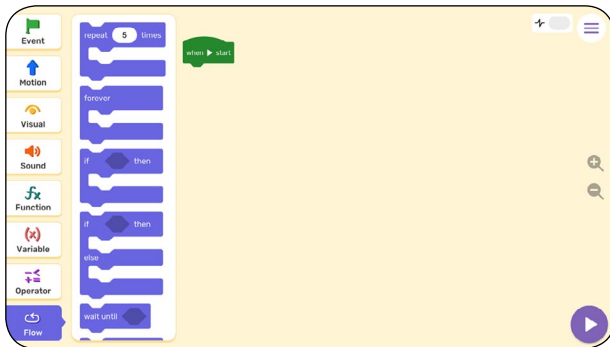 Event
Motion
Visual
Sound
fx
Function
(x)
Variable
Operator
Flow
repeat 5 times
forever
if then
if then
else
wait until
when start